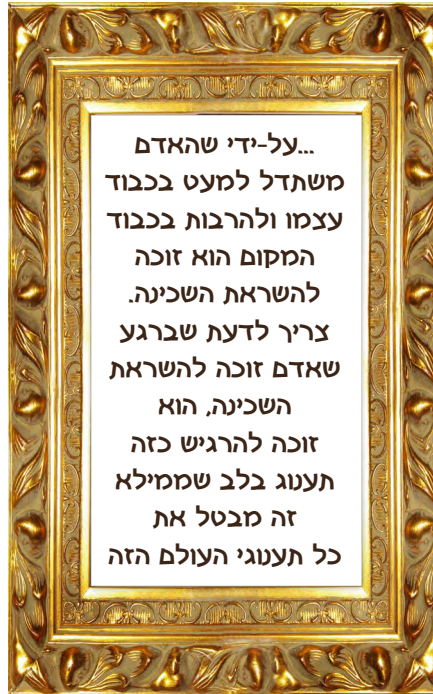 ...על-ידי שהאדם
משתדל למעט בכבוד
עצמו ולהרבות בכבוד
המקום הוא זוכה
להשראת השכינה.
צריך לדעת שברגע
שאדם זוכה להשראת
השכינה, הוא
זוכה להרגיש כזה
תענוג בלב שממילא
זה מבטל את
כל תענוגי העולם הזה